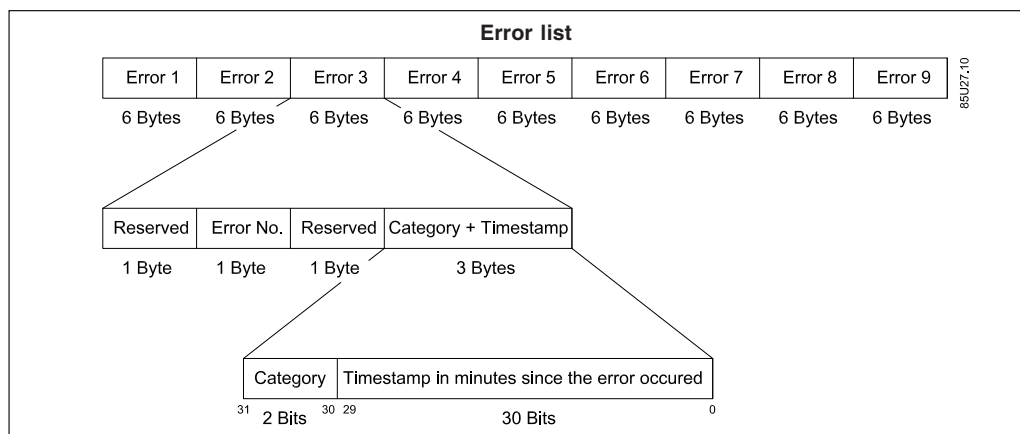 Error list
Error 1 Error 2 Error 3 Error 4 Error 5 Error 6 Error 7 Error 8 Error 9
6 Bytes 6 Bytes 6 Bytes 6 Bytes 6 Bytes 6 Bytes 6 Bytes 6 Bytes 6 Bytes
85U27.10
Reserved Error No. Reserved Category + Timestamp
1 Byte 1 Byte 1 Byte 3 Bytes
Category Timestamp in minutes since the error occured
31 30 29 0
2 Bits 30 Bits